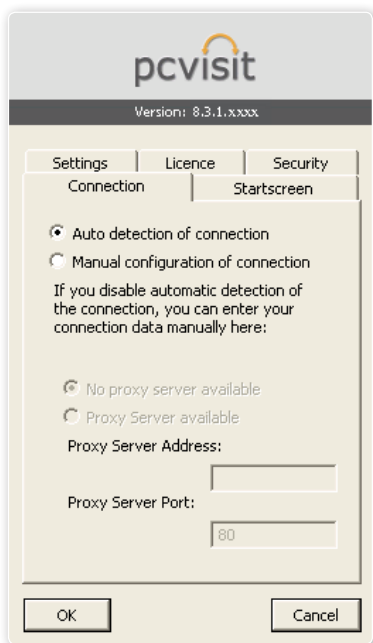 pcvisit
Version: 8.3.1.xxxx
Settings Licence Security
Connection Startscreen
Auto detection of connection
Manual configuration of connection
If you disable automatic detection of
the connection, you can enter your
connection data manually here:
No proxy server available
Proxy Server available
Proxy Server Address:
Proxy Server Port:
80
OK Cancel